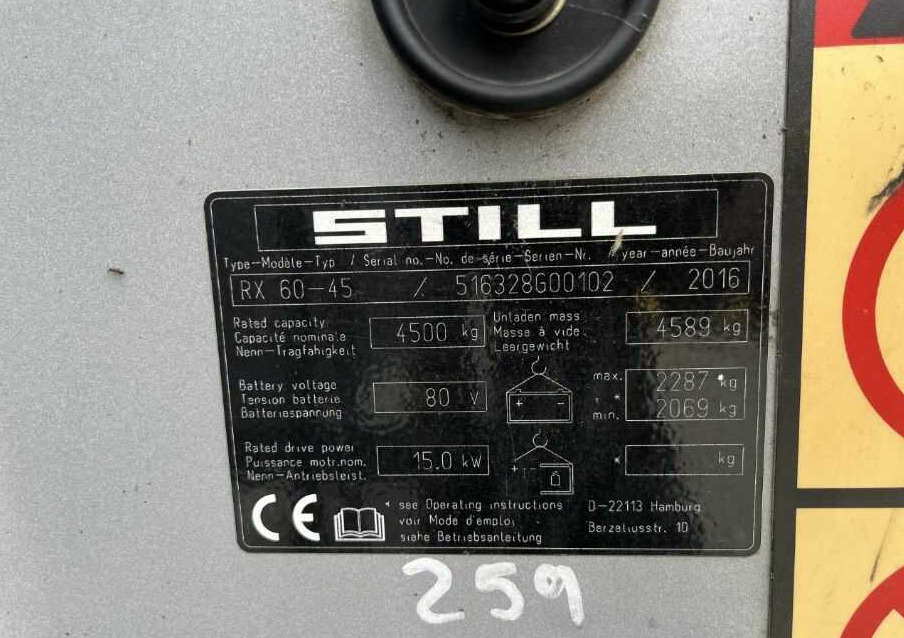 STILL
Type-Modèle-Typ / Serial no.-No. de série-Serien-Nr. / year-année-Baujahr
RX 60-45 / 516328G00102 / 2016
Rated capacity
Capacité nominale
Nenn-Tragfähigkeit
4500 kg
Unladen mass
Masse à vide
Leergewicht
4589 kg
Battery voltage
Tension batterie
Batteriespannung
80 V
+ -
max. 2287 kg
*
min. 2069 kg
Rated drive power
Puissance motr.nom.
Nenn-Antriebsleist.
15.0 kW
+
* kg
CE
* see Operating instructions
voir Mode d'emploi
siehe Betriebsanleitung
D-22113 Hamburg
Berzeliusstr. 10
259